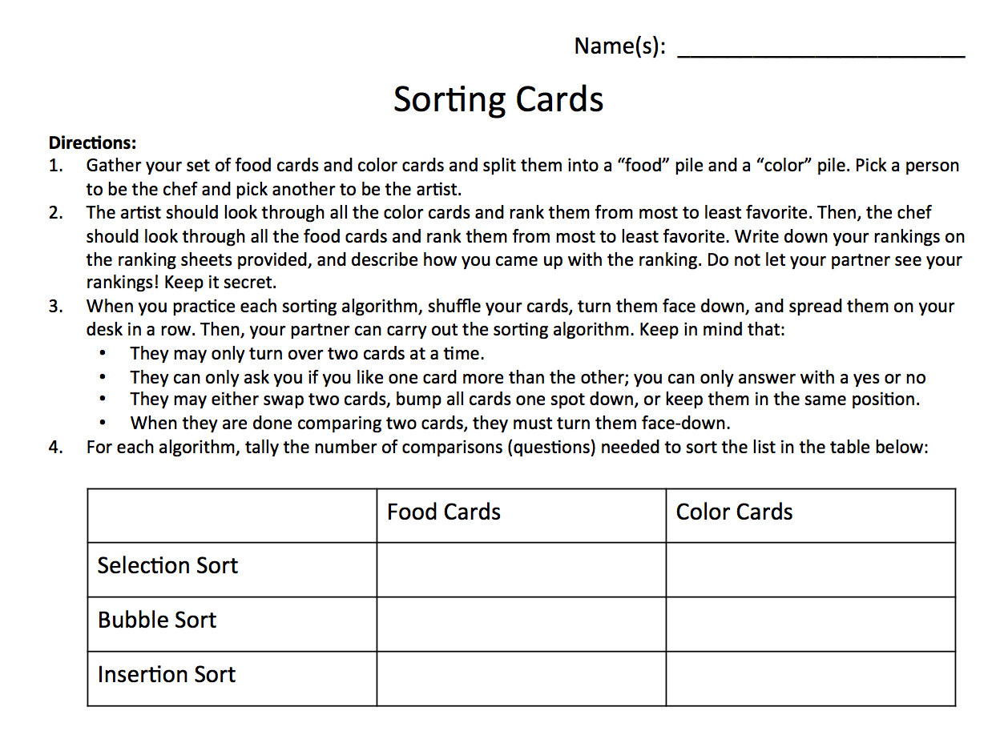 Name(s): _______________________
Sorting Cards
Directions:
1. Gather your set of food cards and color cards and split them into a “food” pile and a “color” pile. Pick a person
to be the chef and pick another to be the artist.
2. The artist should look through all the color cards and rank them from most to least favorite. Then, the chef
should look through all the food cards and rank them from most to least favorite. Write down your rankings on
the ranking sheets provided, and describe how you came up with the ranking. Do not let your partner see your
rankings! Keep it secret.
3. When you practice each sorting algorithm, shuffle your cards, turn them face down, and spread them on your
desk in a row. Then, your partner can carry out the sorting algorithm. Keep in mind that:
• They may only turn over two cards at a time.
• They can only ask you if you like one card more than the other; you can only answer with a yes or no
• They may either swap two cards, bump all cards one spot down, or keep them in the same position.
• When they are done comparing two cards, they must turn them face-down.
4. For each algorithm, tally the number of comparisons (questions) needed to sort the list in the table below:
Food Cards Color Cards
Selection Sort
Bubble Sort
Insertion Sort